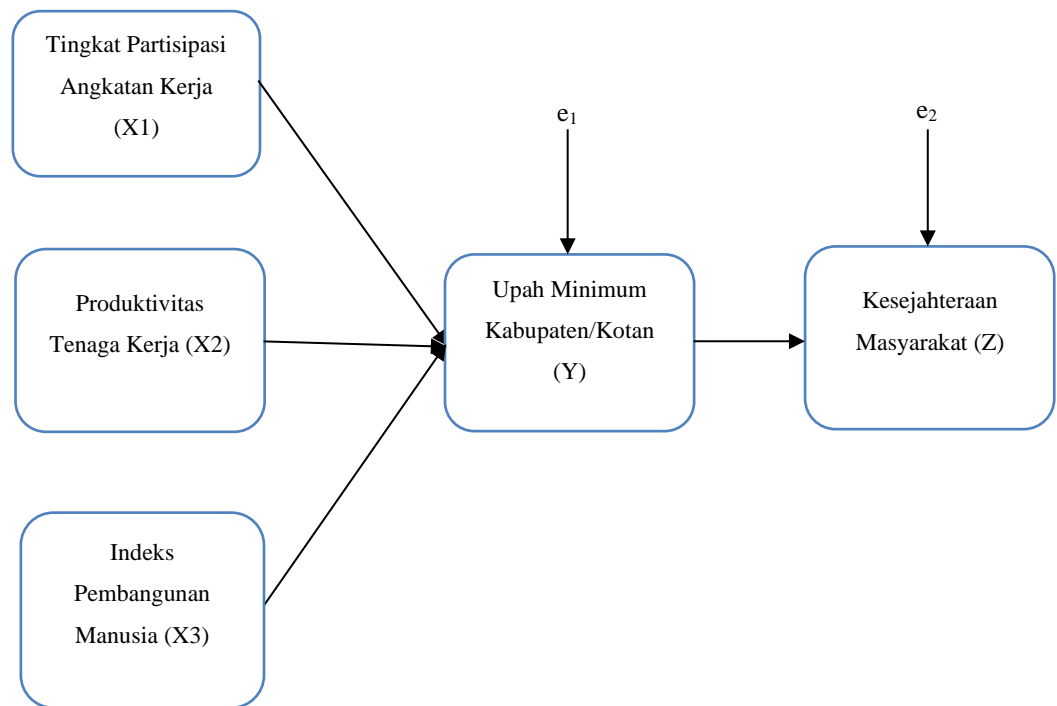 Tingkat Partisipasi
Angkatan Kerja
(X1)
e1
e2
Produktivitas
Tenaga Kerja (X2)
Upah Minimum
Kabupaten/Kotan
(Y)
Kesejahteraan
Masyarakat (Z)
Indeks
Pembangunan
Manusia (X3)